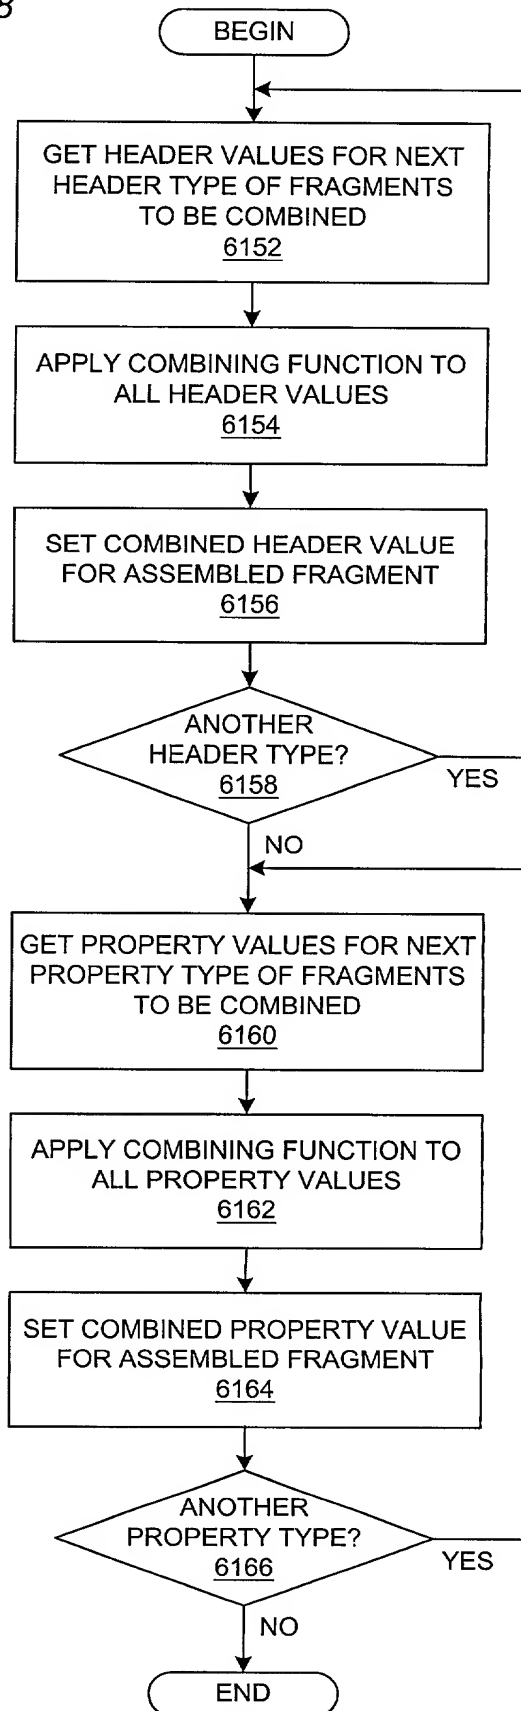 8
BEGIN
GET HEADER VALUES FOR NEXT
HEADER TYPE OF FRAGMENTS
TO BE COMBINED
6152
APPLY COMBINING FUNCTION TO
ALL HEADER VALUES
6154
SET COMBINED HEADER VALUE
FOR ASSEMBLED FRAGMENT
6156
ANOTHER
HEADER TYPE?
6158
YES
NO
GET PROPERTY VALUES FOR NEXT
PROPERTY TYPE OF FRAGMENTS
TO BE COMBINED
6160
APPLY COMBINING FUNCTION TO
ALL PROPERTY VALUES
6162
SET COMBINED PROPERTY VALUE
FOR ASSEMBLED FRAGMENT
6164
ANOTHER
PROPERTY TYPE?
6166
YES
NO
END